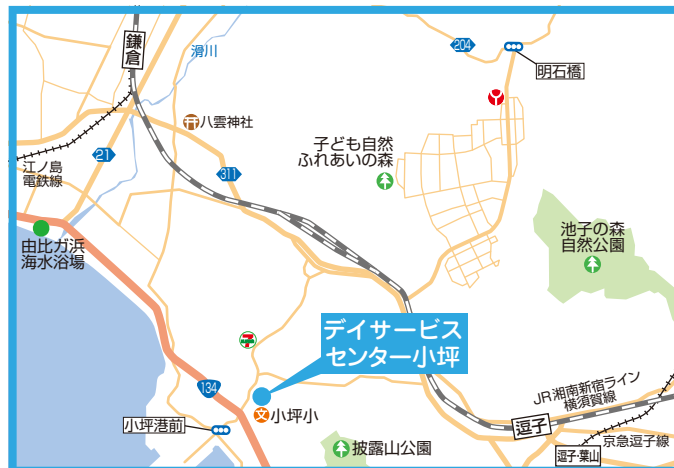 鎌倉
滑川
204
明石橋
八雲神社
子ども自然
ふれあいの森
21
311
江ノ島
電鉄線
由比ガ浜
海水浴場
池子の森
自然公園
7
デイサービス
センター小坪
134
文
小坪小
小坪港前
披露山公園
JR湘南新宿ライン
横須賀線
逗子
京急逗子線
逗子・葉山